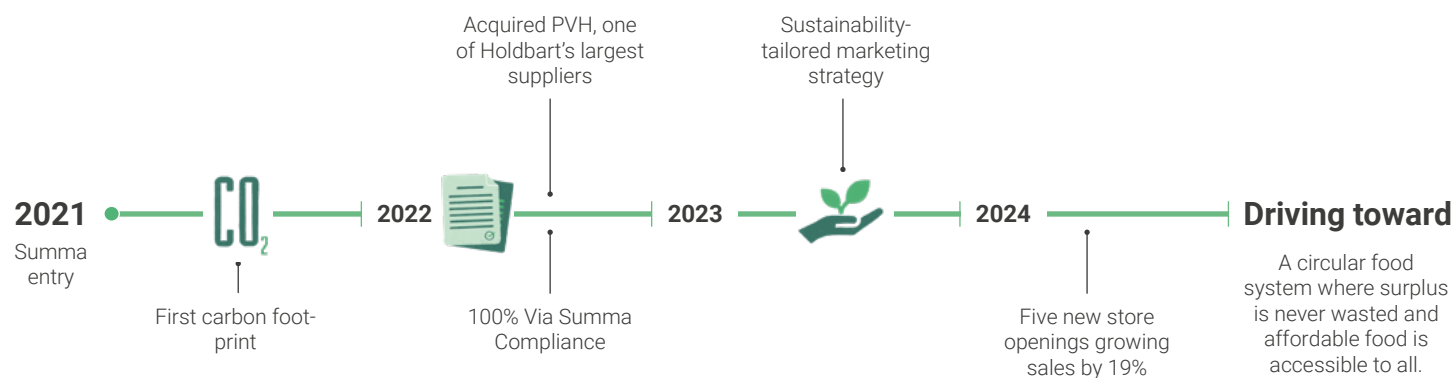 2021
Summa
entry
CO2
First carbon foot-
print
2022
Acquired PVH, one
of Holdbart’s largest
suppliers
100% Via Summa
Compliance
2023
Sustainability-
tailored marketing
strategy
2024
Five new store
openings growing
sales by 19%
Driving toward
A circular food
system where surplus
is never wasted and
affordable food is
accessible to all.